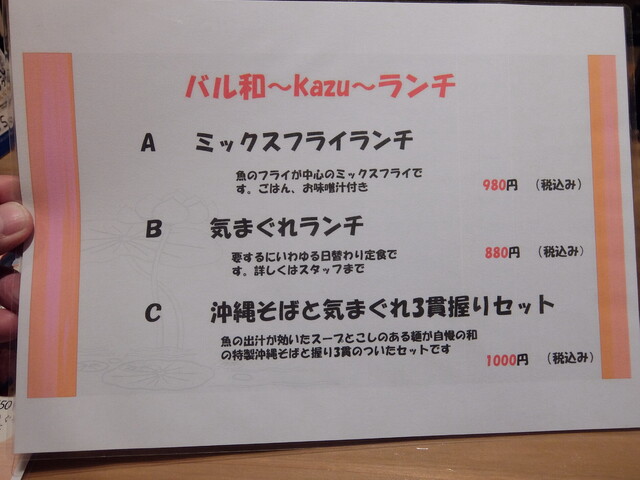 バル和～Kazu～ランチ
A ミックスフライランチ
魚のフライが中心のミックスフライで
す。ごはん、お味噌汁付き
980円 （税込み）
B 気まぐれランチ
要するにいわゆる日替わり定食で
す。詳しくはスタッフまで
880円 （税込み）
C 沖縄そばと気まぐれ3貫握りセット
魚の出汁が効いたスープとこしのある麺が自慢の和
の特製沖縄そばと握り3貫のついたセットです
1000円 （税込み）